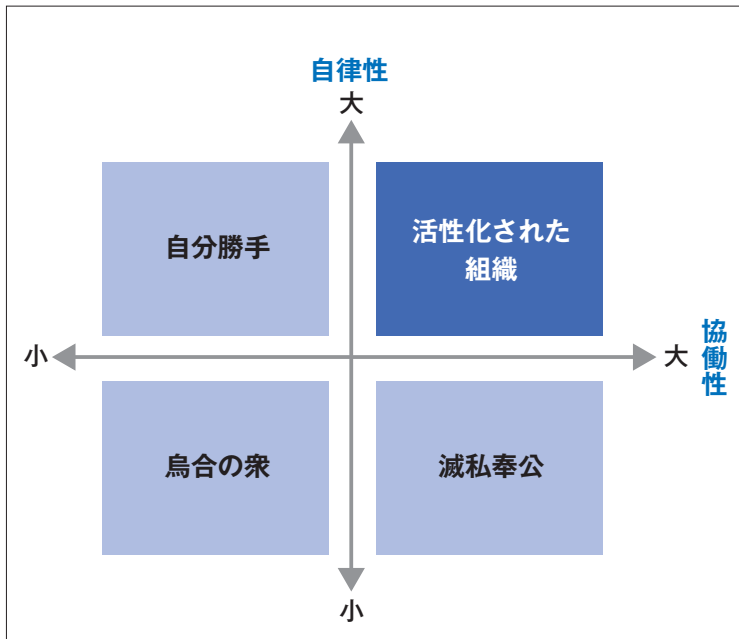 自律性
大
自分勝手
活性化された
組織
小
大
協働性
烏合の衆
滅私奉公
小